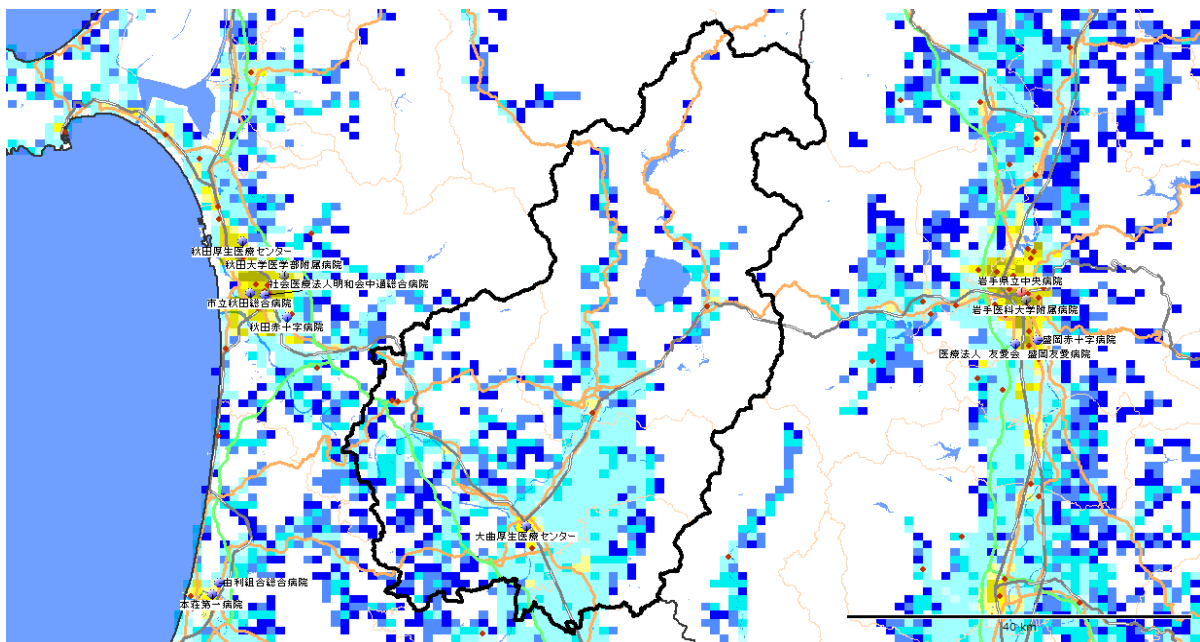 秋田厚生医療センター
秋田大学医学部附属病院
社会医療法人明和会中通総合病院
市立秋田総合病院
秋田赤十字病院
岩手県立中央病院
岩手医科大学附属病院
盛岡赤十字病院
医療法人 友愛会 盛岡友愛病院
大曲厚生医療センター
由利組合総合病院
本荘第一病院
40 km